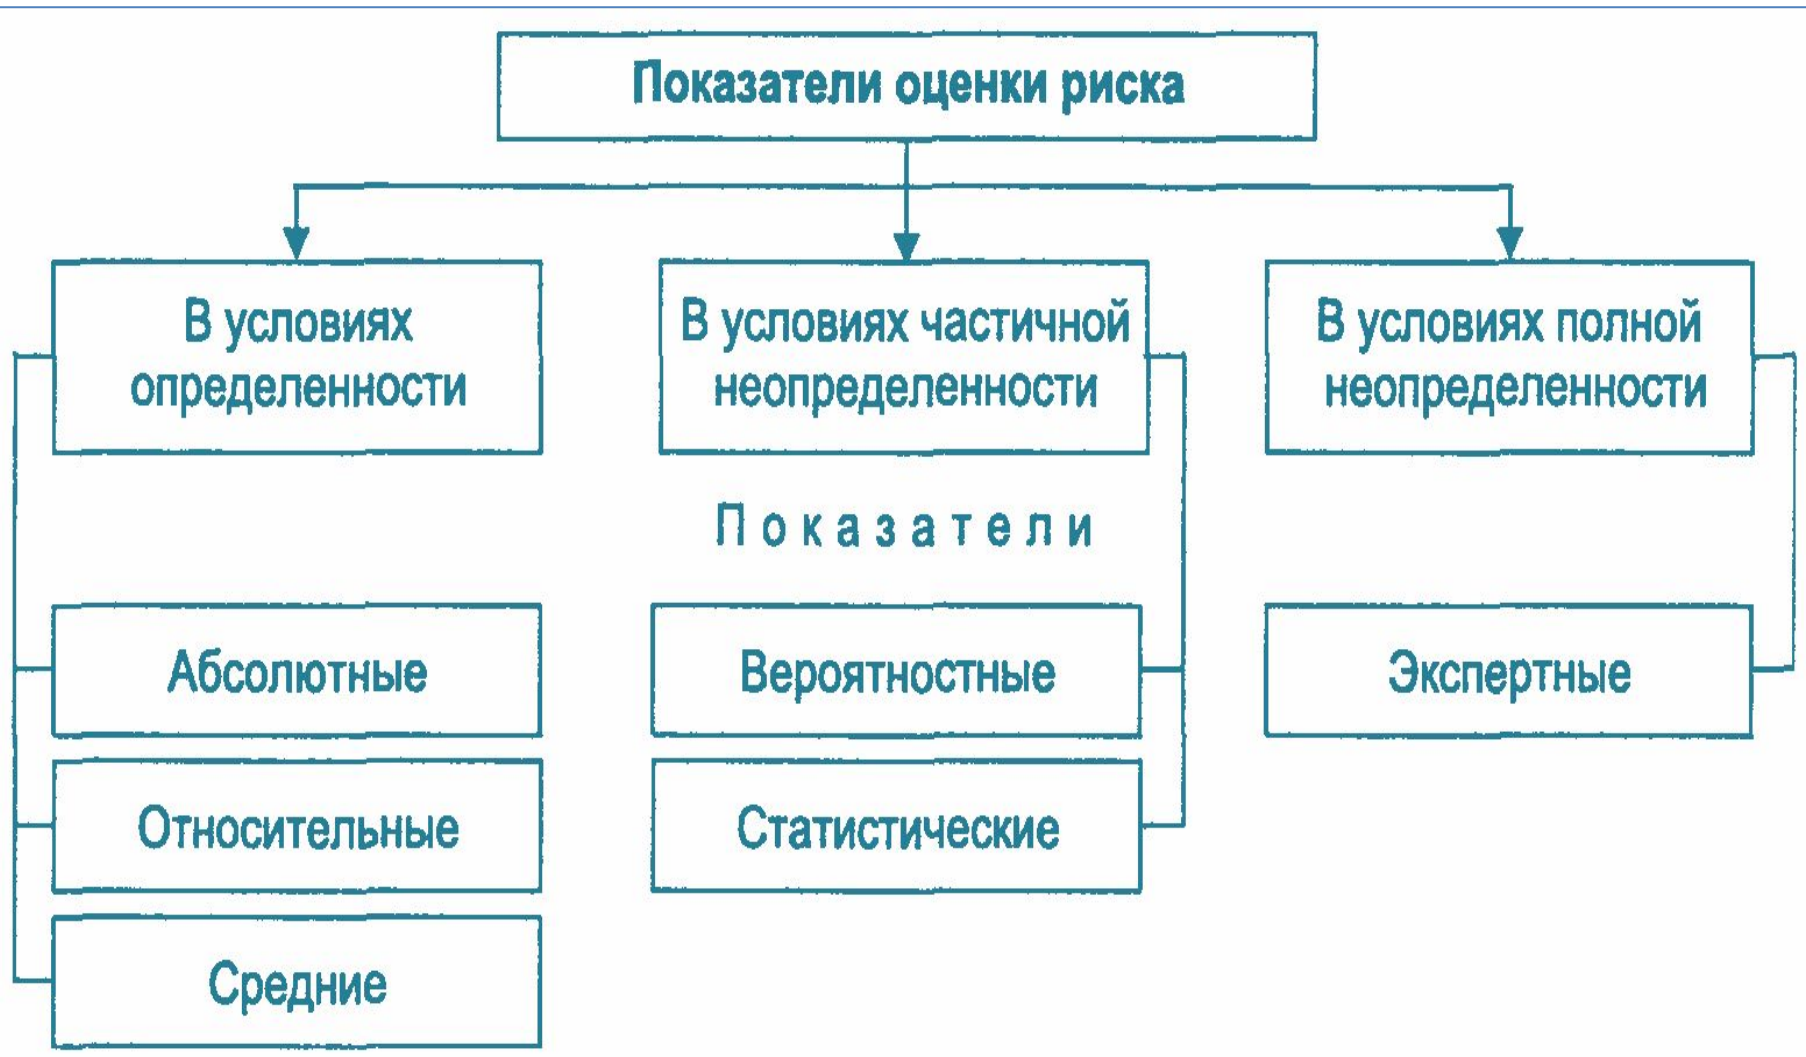 Показатели оценки риска
В условиях
определенности
В условиях частичной
неопределенности
В условиях полной
неопределенности
Показатели
Абсолютные
Вероятностные
Экспертные
Относительные
Статистические
Средние